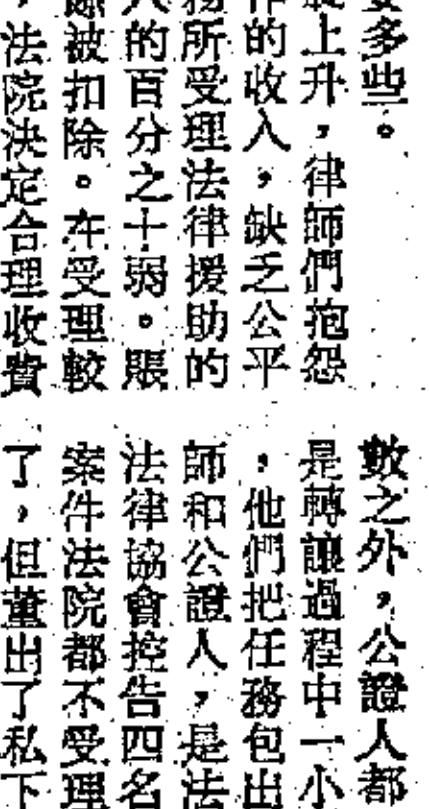 多些。
旋上升，律師們抱怨
的收入，缺乏公平
務所受理法律援助的
的百分之十弱。賬
被扣除。在受理較
，法院決定合理收費
數之外，公證人都
是轉讓過程中一小
，他們把任務包出
師和公證人，是法
法律協會控告四名
案件法院都不受理
了，但董出了私下